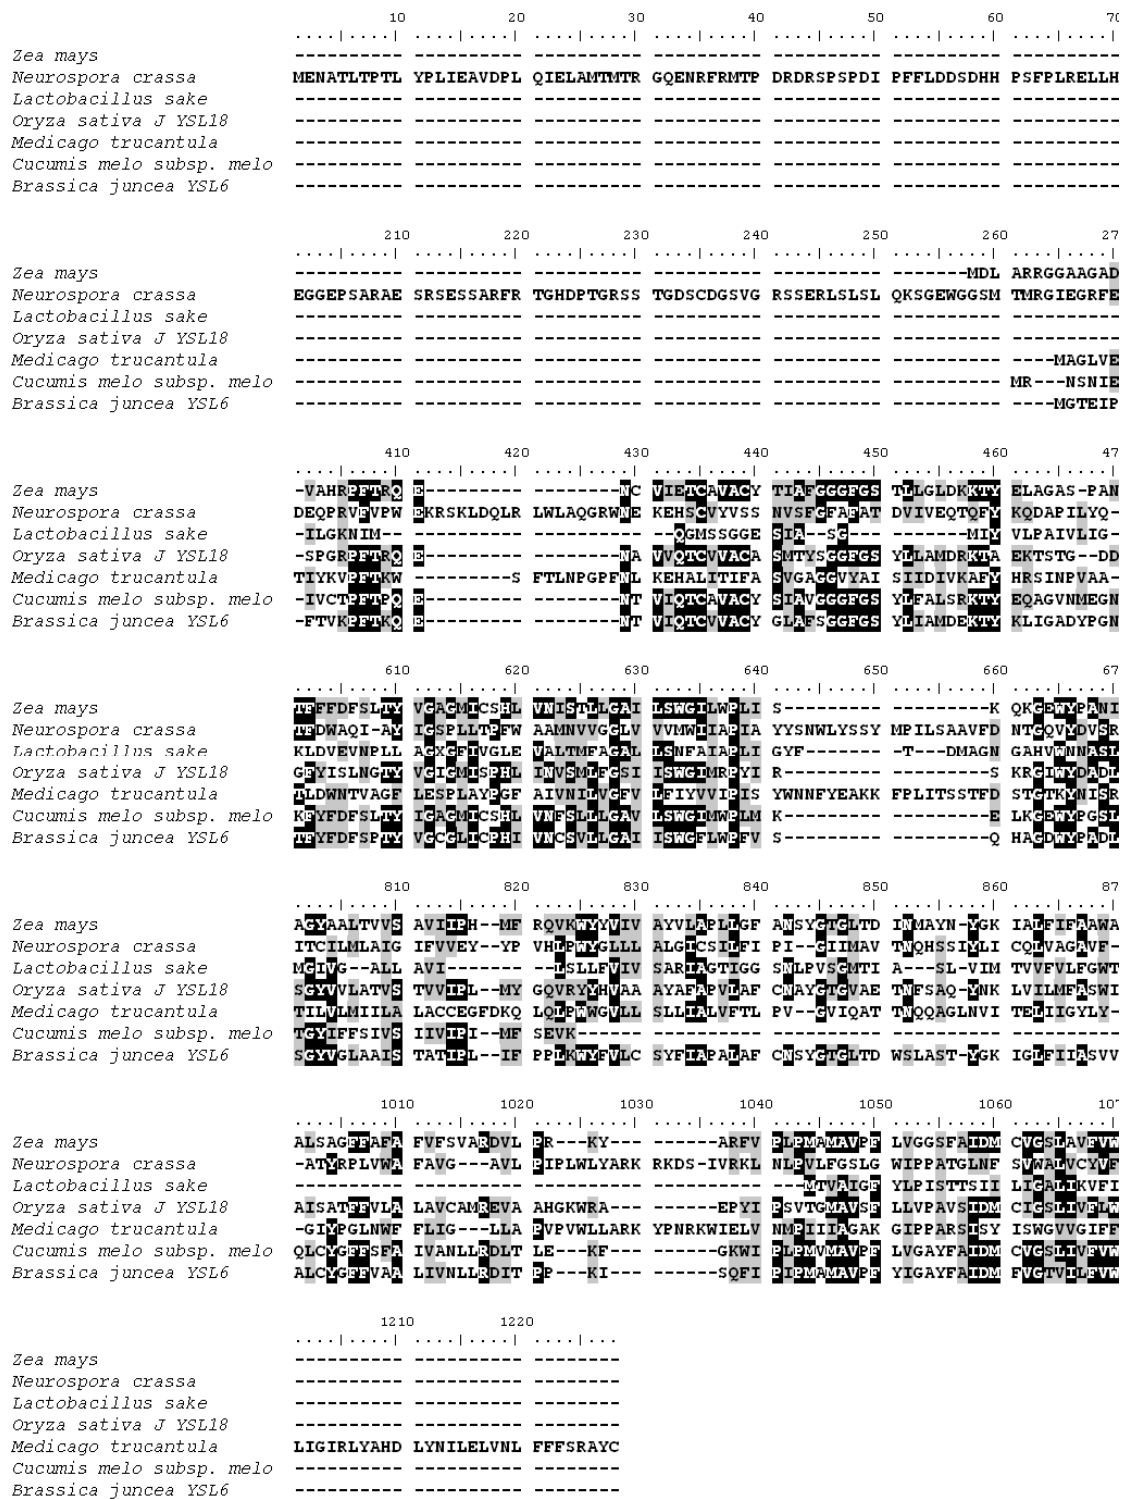 10 20 30 40 50 60 70
....|....| ....|....| ....|....| ....|....| ....|....| ....|....| ....|....|
Zea mays ---------- ---------- ---------- ---------- ---------- ---------- ----------
Neurospora crassa MENATLTPTL YPLIEAVDPL QIELAMTMTR GQENRFRMTP DRDRSPSPDI PFFLDDSDHH PSFPLRELLH
Lactobacillus sake ---------- ---------- ---------- ---------- ---------- ---------- ----------
Oryza sativa J YSL18 ---------- ---------- ---------- ---------- ---------- ---------- ----------
Medicago trucantula ---------- ---------- ---------- ---------- ---------- ---------- ----------
Cucumis melo subsp. melo ---------- ---------- ---------- ---------- ---------- ---------- ----------
Brassica juncea YSL6 ---------- ---------- ---------- ---------- ---------- ---------- ----------
210 220 230 240 250 260 27
....|....| ....|....| ....|....| ....|....| ....|....| ....|....| ....|....|
Zea mays ---------- ---------- ---------- ---------- ---------- -------MDL ARRGGAAGAD
Neurospora crassa EGGEPSARAE SRSESSARFR TGHDPTGRSS TGDSCDGSVG RSSERLSLSL QKSGEWGGSM TMRGIEGRFE
Lactobacillus sake ---------- ---------- ---------- ---------- ---------- ---------- ----------
Oryza sativa J YSL18 ---------- ---------- ---------- ---------- ---------- ---------- ----------
Medicago trucantula ---------- ---------- ---------- ---------- ---------- ---------- ----MAGLVE
Cucumis melo subsp. melo ---------- ---------- ---------- ---------- ---------- ---------- MR---NSNIE
Brassica juncea YSL6 ---------- ---------- ---------- ---------- ---------- ---------- ----MGTEIP
410 420 430 440 450 460 47
....|....| ....|....| ....|....| ....|....| ....|....| ....|....| ....|....|
Zea mays -VAHRPFTRQ E--------- -------NC VIETCAVACY TIAFGGGFGS TLLGLDKKTY ELAGAS-PAN
Neurospora crassa DEQPRVFVPW EKRSKLDQLR LWLAQGRWNE KEHSCVYVSS NVSFGFAFAT DVIVEQTQFY KQDAPILYQ-
Lactobacillus sake -ILGKNIM-- ---------- ---------- --QGMSSGGE SIA--SG--- ------MIY VLPAIVLIG-
Oryza sativa J YSL18 -SPGRPFTRQ E--------- --------NA VVQTCVVACA SMTYSGGFGS YLLAMDRKTA EKTSTG--DD
Medicago trucantula TIYKVPFTKW ---------S FTLNPGPFNL KEHALITIFA SVGAGGVYAI SIIDIVKAFY HRSINPVAA-
Cucumis melo subsp. melo -IVCTPFTPQ E--------- --------NT VIQTCAVACY SIAVGGGFGS YLFALSRKTY EQAGVNMEGN
Brassica juncea YSL6 -FTVKPFTKQ E--------- --------NT VIQTCVVACY GLAFSGGFGS YLIAMDEKTY KLIGADYPGN
610 620 630 640 650 660 67
....|....| ....|....| ....|....| ....|....| ....|....| ....|....| ....|....|
Zea mays TFFFDFSLTY VGAGMICSHL VNISTLLGAI LSWGILWPLI S--------- ---------K QKGEWYPANI
Neurospora crassa TFDWAQI-AY IGSPLLTPFW AAMNVVGGLV VVMWIIAPIA YYSNWLYSSY MPILSAAVFD NTGQVYDVSR
Lactobacillus sake KLDVEVNPLL AGXGFIVGLE VALTMFAGAL LSNFAIAPLI GYF------- --T--DMAGN GAHVWNNASL
Oryza sativa J YSL18 GFYISLNGTY VGIGMISPHL INVSMLFGSI ISWGIMRPYI R--------- ---------S KRGIWYDADL
Medicago trucantula TLDWNTVAGF LESPLAYPGF AIVNILVGFV LFIYVVIPIS YWNNFYEAKK FPLITSSTFD STGTKYNISR
Cucumis melo subsp. melo KFYFDFSLTY IGAGMICSHL VNFSLLLGAV LSWGIMWPLM K--------- ---------E LKGEWYPGSL
Brassica juncea YSL6 TFYFDFSPTY VGCGLICPHI VNCSVLLGAI ISWGFLWPFV S--------- ---------Q HAGDWYPADL
810 820 830 840 850 860 87
....|....| ....|....| ....|....| ....|....| ....|....| ....|....| ....|....|
Zea mays AGYAALTVVS AVIIPH--MF RQVKWYYVIV AYVLAPLLGF ANSYGTGLTD INMAYN-YGK IALFIFAAWA
Neurospora crassa ITCILMLAIG IFVVEY--YP VHLPWYGLLL ALGICSILFI PI--GIIMAV TNQHSSIYLI CQLVAGAVF-
Lactobacillus sake MGIVG--ALL AVI------- --LSLLFVIV SARIAGTIGG SNLPVSGMTI A---SL-VIM TVVFVLFGWT
Oryza sativa J YSL18 SGYVVLATVS TVVIPL--MY GQVRYYHVAA AYAFAPVLAF CNAYGTGVAE TNFSAQ-YNK LVILMFASWI
Medicago trucantula TILVLMIILA LACCEGFDKQ LQLPWWGVLL SLLIALVFTL PV--GVIQAT TNQQAGLNVI TELIIGYLY-
Cucumis melo subsp. melo TGYIFFSIVS IIVIPI--MF SEVK------ ---------- ---------- ---------- ----------
Brassica juncea YSL6 SGYVGLAAIS TATIPL--IF PPLKWYFVLC SYFIAPALAF CNSYGTGLTD WSLAST-YGK IGLFIIASVV
1010 1020 1030 1040 1050 1060 107
....|....| ....|....| ....|....| ....|....| ....|....| ....|....| ....|....|
Zea mays ALSAGFFAFA FVFSVARDVL PR---KY--- ------ARFV PLPMAMAVPF LVGGSFAIDM CVGSLAVFVW
Neurospora crassa -ATYRPLVWA FAVG---AVL PIPLWLYARK RKDS-IVRKL NLPVLFGSLG WIPPATGLNF SVWALVCYVF
Lactobacillus sake ---------- ---------- ---------- ---------- ---MTVAIGF YLPISTTSII LIGALIKVFI
Oryza sativa J YSL18 AISATFFVLA LAVCAMREVA AHGKWRA--- ------EPYI PSVTGMAVSF LLVPAVSIDM CIGSLIVFLW
Medicago trucantula -GIYPGLNWF FLIG---LLA PVPVWLLARK YPNRKWIELV NMPIIIAGAK GIPPARSISY ISWGVVGIFF
Cucumis melo subsp. melo QLCYGFFSFA IVANLLRDLT LE---KF--- ------GKWI PLPMVMAVPF LVGAYFAIDM CVGSLIVFVW
Brassica juncea YSL6 ALCYGFFVAA LIVNLLRDIT PP---KI--- ------SQFI PIPMAMAVPF YIGAYFAIDM FVGTVILFVW
1210 1220
....|....| ....|....| ....|...
Zea mays ---------- ---------- --------
Neurospora crassa ---------- ---------- --------
Lactobacillus sake ---------- ---------- --------
Oryza sativa J YSL18 ---------- ---------- --------
Medicago trucantula LIGIRLYAHD LYNILELVNL FFFSRAYC
Cucumis melo subsp. melo ---------- ---------- --------
Brassica juncea YSL6 ---------- ---------- --------